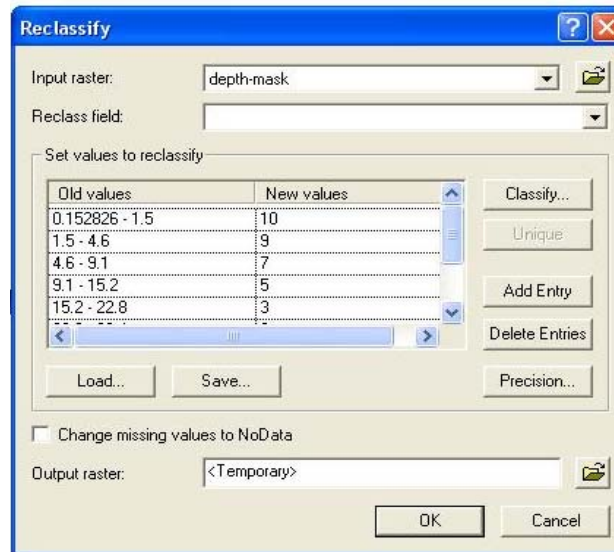 Reclassify
Input raster: depth-mask
Reclass field:
Set values to reclassify
Old values New values
0.152826 - 1.5 10
1.5 - 4.6 9
4.6 - 9.1 7
9.1 - 15.2 5
15.2 - 22.8 3
Classify...
Unique
Add Entry
Delete Entries
Load... Save... Precision...
Change missing values to NoData
Output raster: <Temporary>
OK Cancel